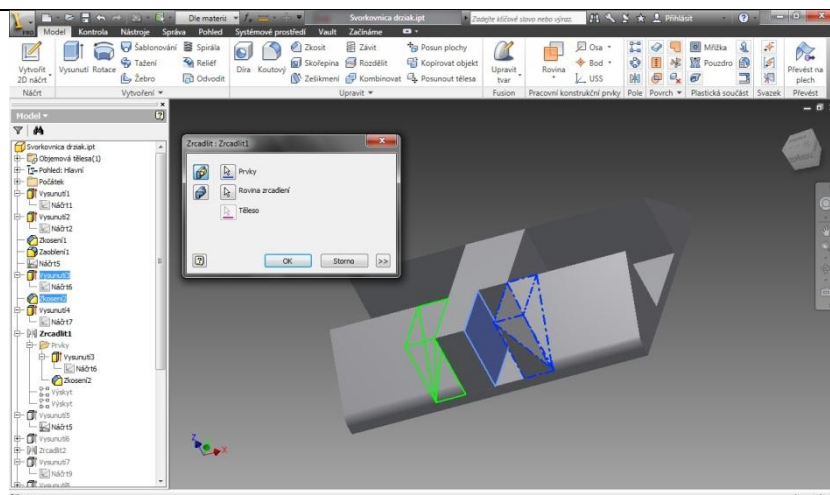 Dle materiá
Svorkovnica drziak.ipt
Zadejte klíčové slovo nebo výraz.
Přihlásit
PRO
Model Kontrola Nástroje Správa Pohled Systémové prostředí Vault Začínáme
Vytvořit
2D náčrt
Vysunutí Rotace
Šablonování
Tažení
Žebro
Spirála
Reliéf
Odvodit
Díra Koutový
Zkosit
Skořepina
Zelikmení
Závit
Rozdělit
Kombinovat
Posun plochy
Kopírovat objekt
Posunout tělesa
Upravit
tvar
Rovina
Osa
Bod
USS
Mřížka
Pouzdro
Převést na
plech
Náčrt Vytvoření Upravit Fusion Pracovní konstrukční prvky Pole Povrch Plastická součást Svazek Převést
Model
Svorkovnica drziak.ipt
Objemová tělesa(1)
Pohled: Hlavní
Počátek
Vysunutí1
Náčrt1
Vysunutí2
Náčrt2
Zkosení1
Zaoblení1
Náčrt5
Vysunutí3
Náčrt6
Zkosení2
Vysunutí4
Náčrt7
Zrcadlit1
Prvky
Vysunutí3
Náčrt6
Zkosení2
Výskyt
Výskyt
Vysunutí5
Náčrt5
Vysunutí6
Zrcadlit2
Vysunutí7
Náčrt9
Vysunutí8
Zrcadlit : Zrcadlit1
Prvky
Rovina zrcadlení
Těleso
OK Storno >>
Z
X